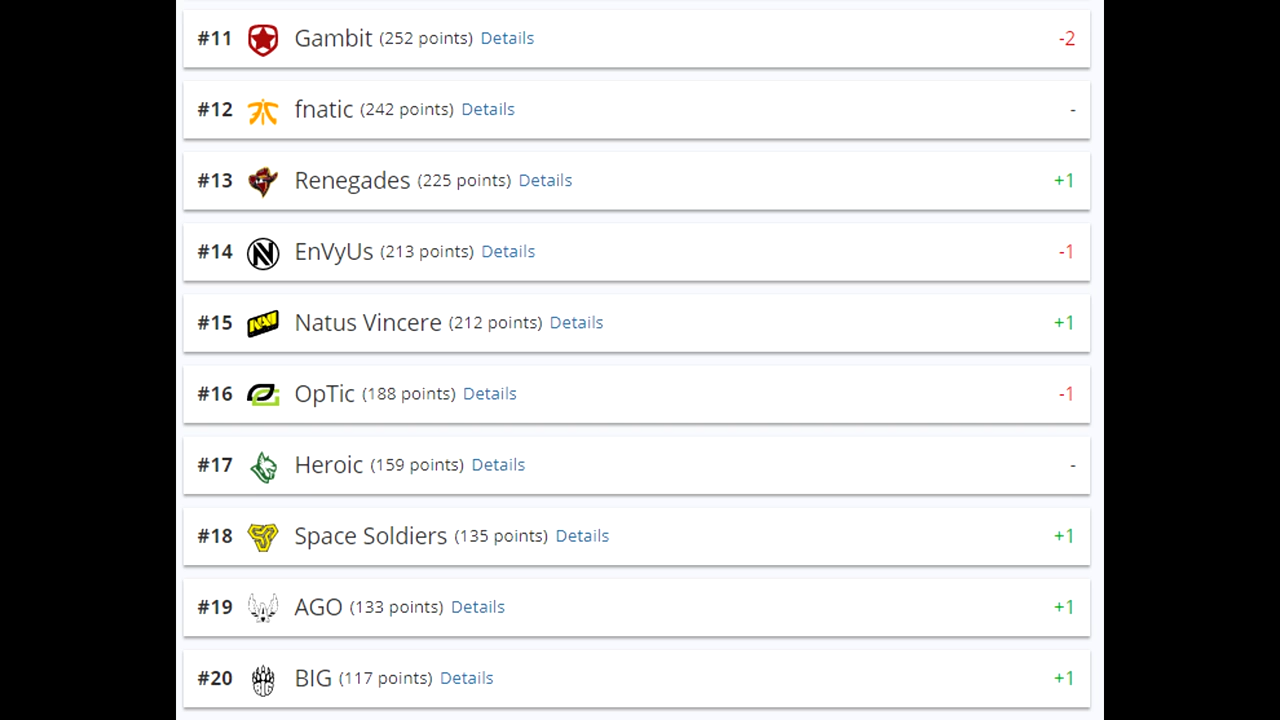 #11 Gambit (252 points) Details -2
#12 fnatic (242 points) Details -
#13 Renegades (225 points) Details +1
#14 EnVyUs (213 points) Details -1
#15 Natus Vincere (212 points) Details +1
#16 OpTic (188 points) Details -1
#17 Heroic (159 points) Details -
#18 Space Soldiers (135 points) Details +1
#19 AGO (133 points) Details +1
#20 BIG (117 points) Details +1